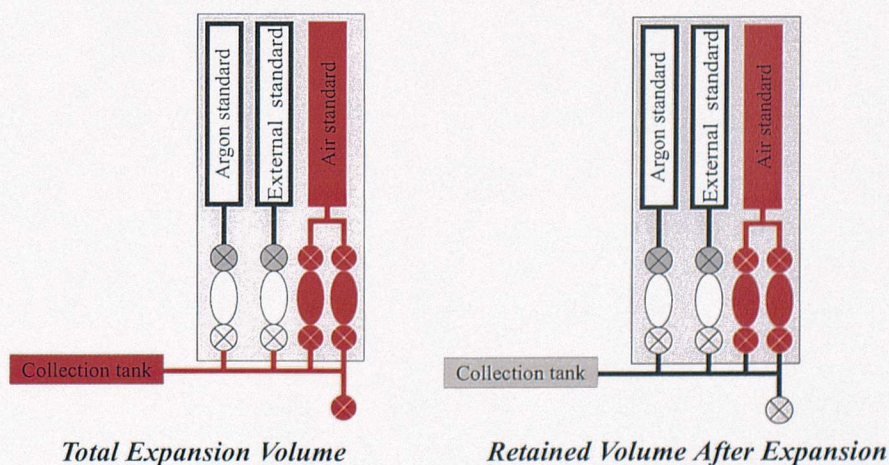 Argon standard
External standard
Air standard
Collection tank
Total Expansion Volume
Argon standard
External standard
Air standard
Collection tank
Retained Volume After Expansion